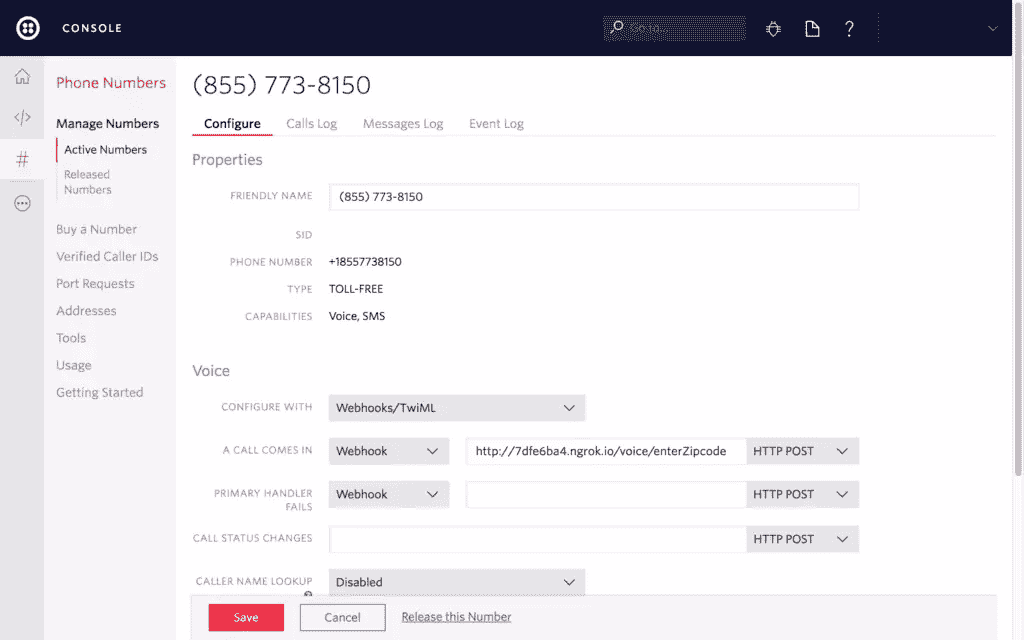 CONSOLE
Go to...
?
Phone Numbers
Manage Numbers
Active Numbers
Released
Numbers
Buy a Number
Verified Caller IDs
Port Requests
Addresses
Tools
Usage
Getting Started
(855) 773-8150
Configure Calls Log Messages Log Event Log
Properties
FRIENDLY NAME (855) 773-8150
SID
PHONE NUMBER +18557738150
TYPE TOLL-FREE
CAPABILITIES Voice, SMS
Voice
CONFIGURE WITH Webhooks/TwiML
A CALL COMES IN Webhook http://7dfe6ba4.ngrok.io/voice/enterZipcode HTTP POST
PRIMARY HANDLER
FAILS Webhook HTTP POST
CALL STATUS CHANGES HTTP POST
CALLER NAME LOOKUP Disabled
Save Cancel Release this Number